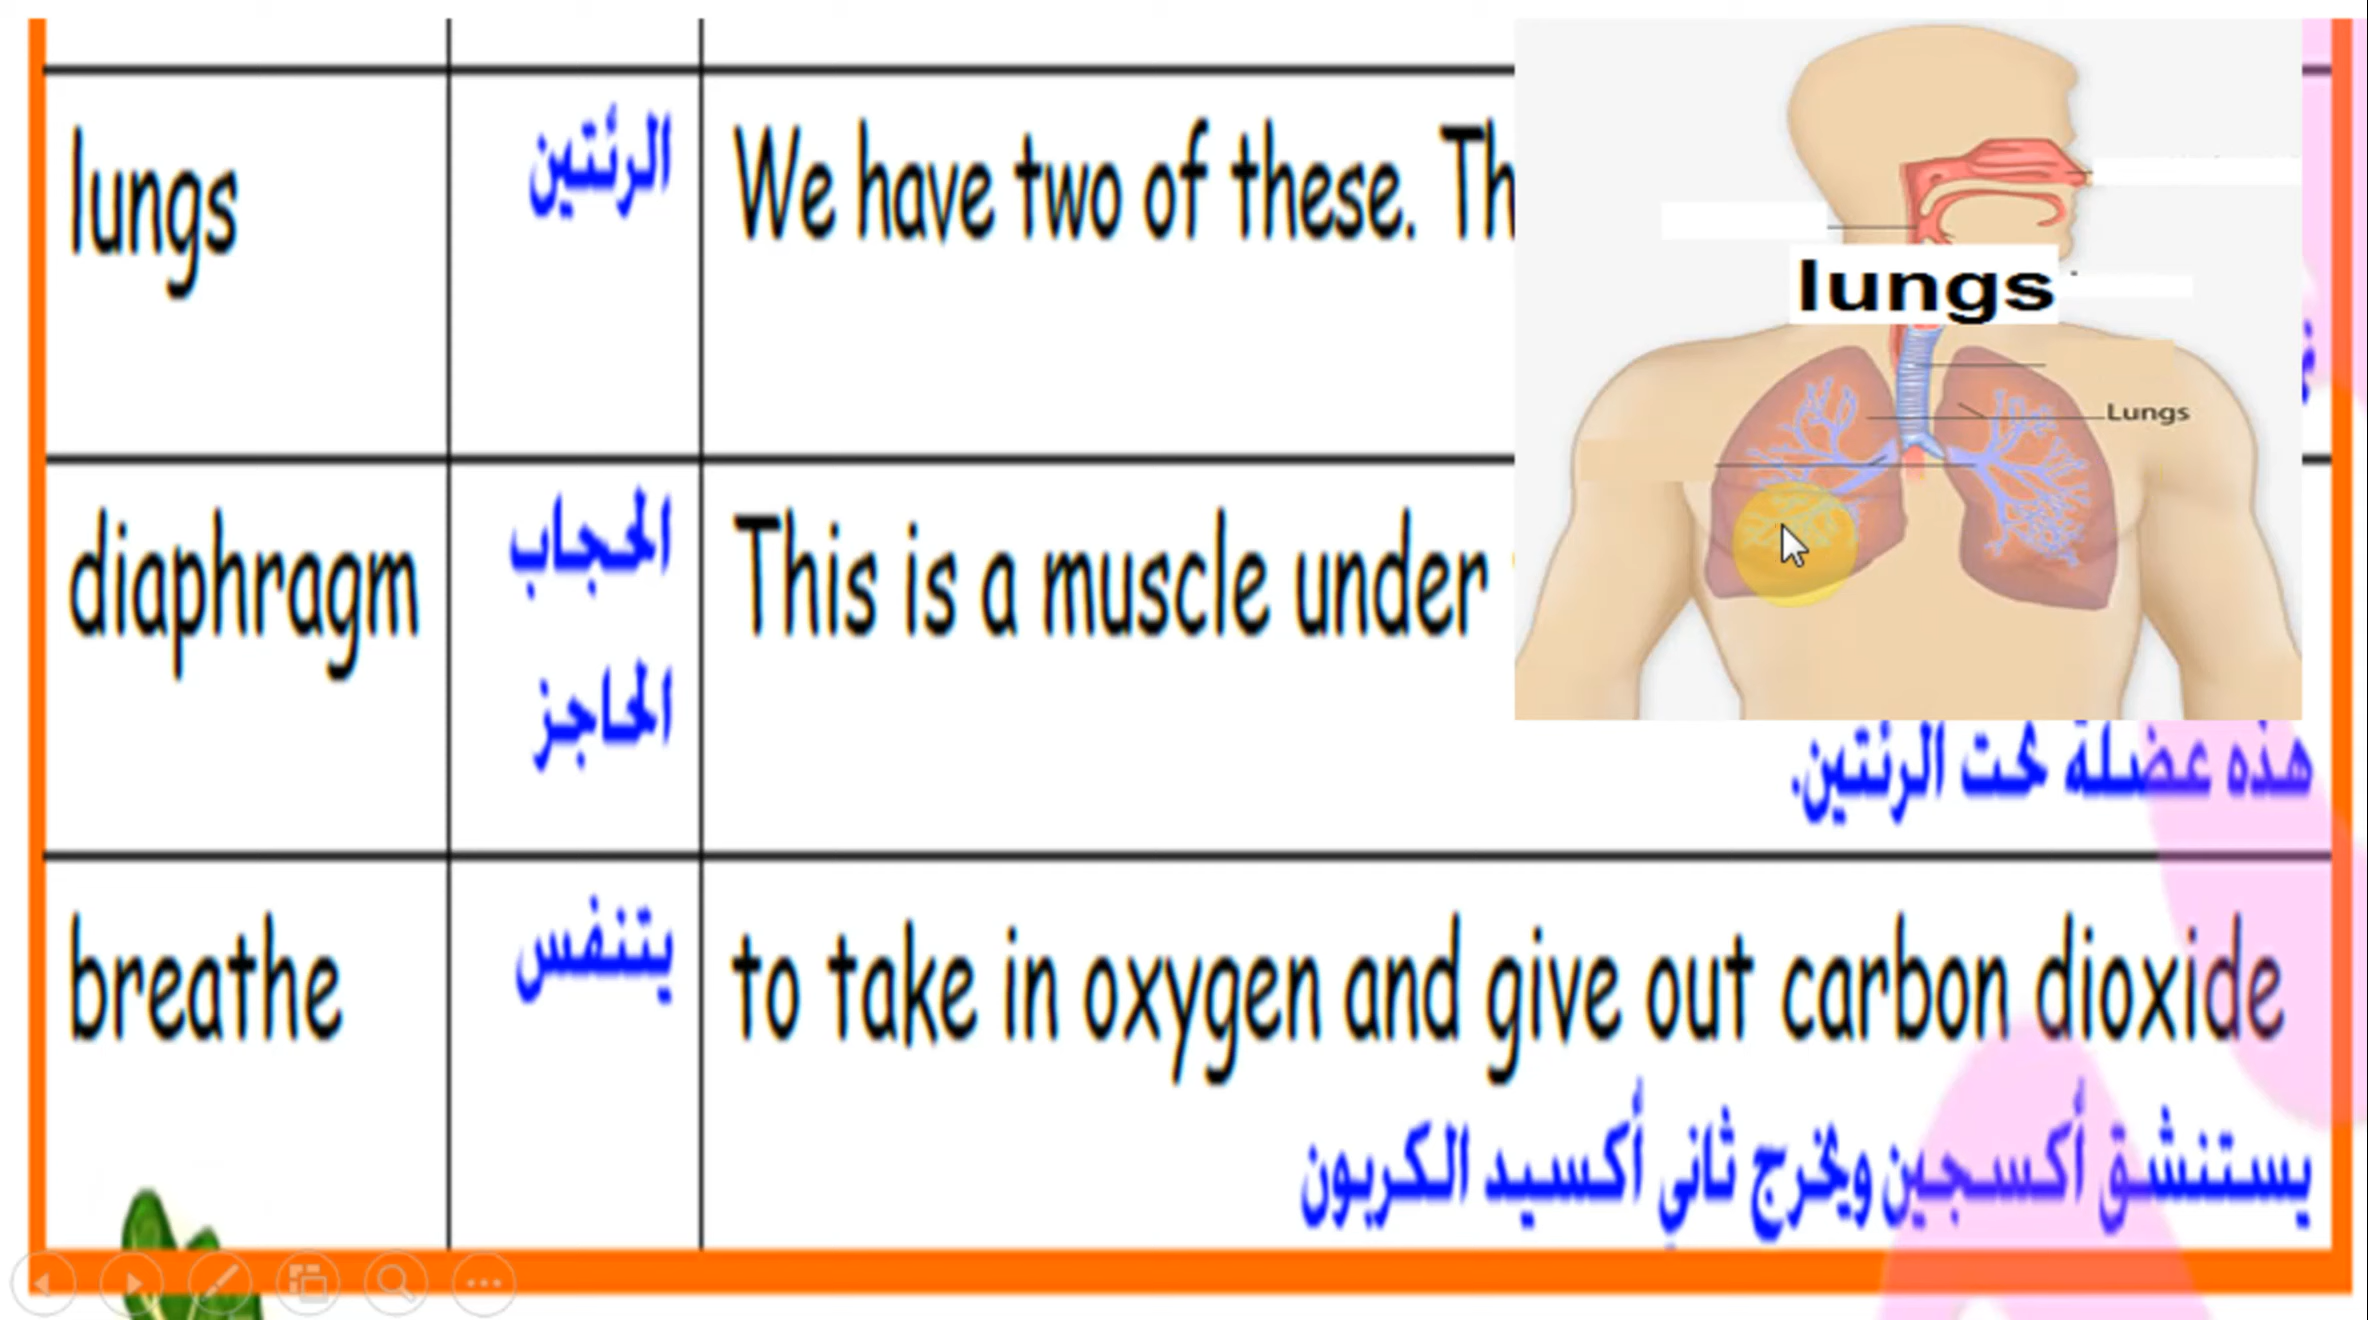 lungs
الرئتين
We have two of these. Th
lungs
Lungs
diaphragm
الحجاب
الحاجز
This is a muscle under
هذه عضلة تحت الرئتين.
breathe
يتنفس
to take in oxygen and give out carbon dioxide
يستنشق أكسجين ويخرج ثاني أكسيد الكربون